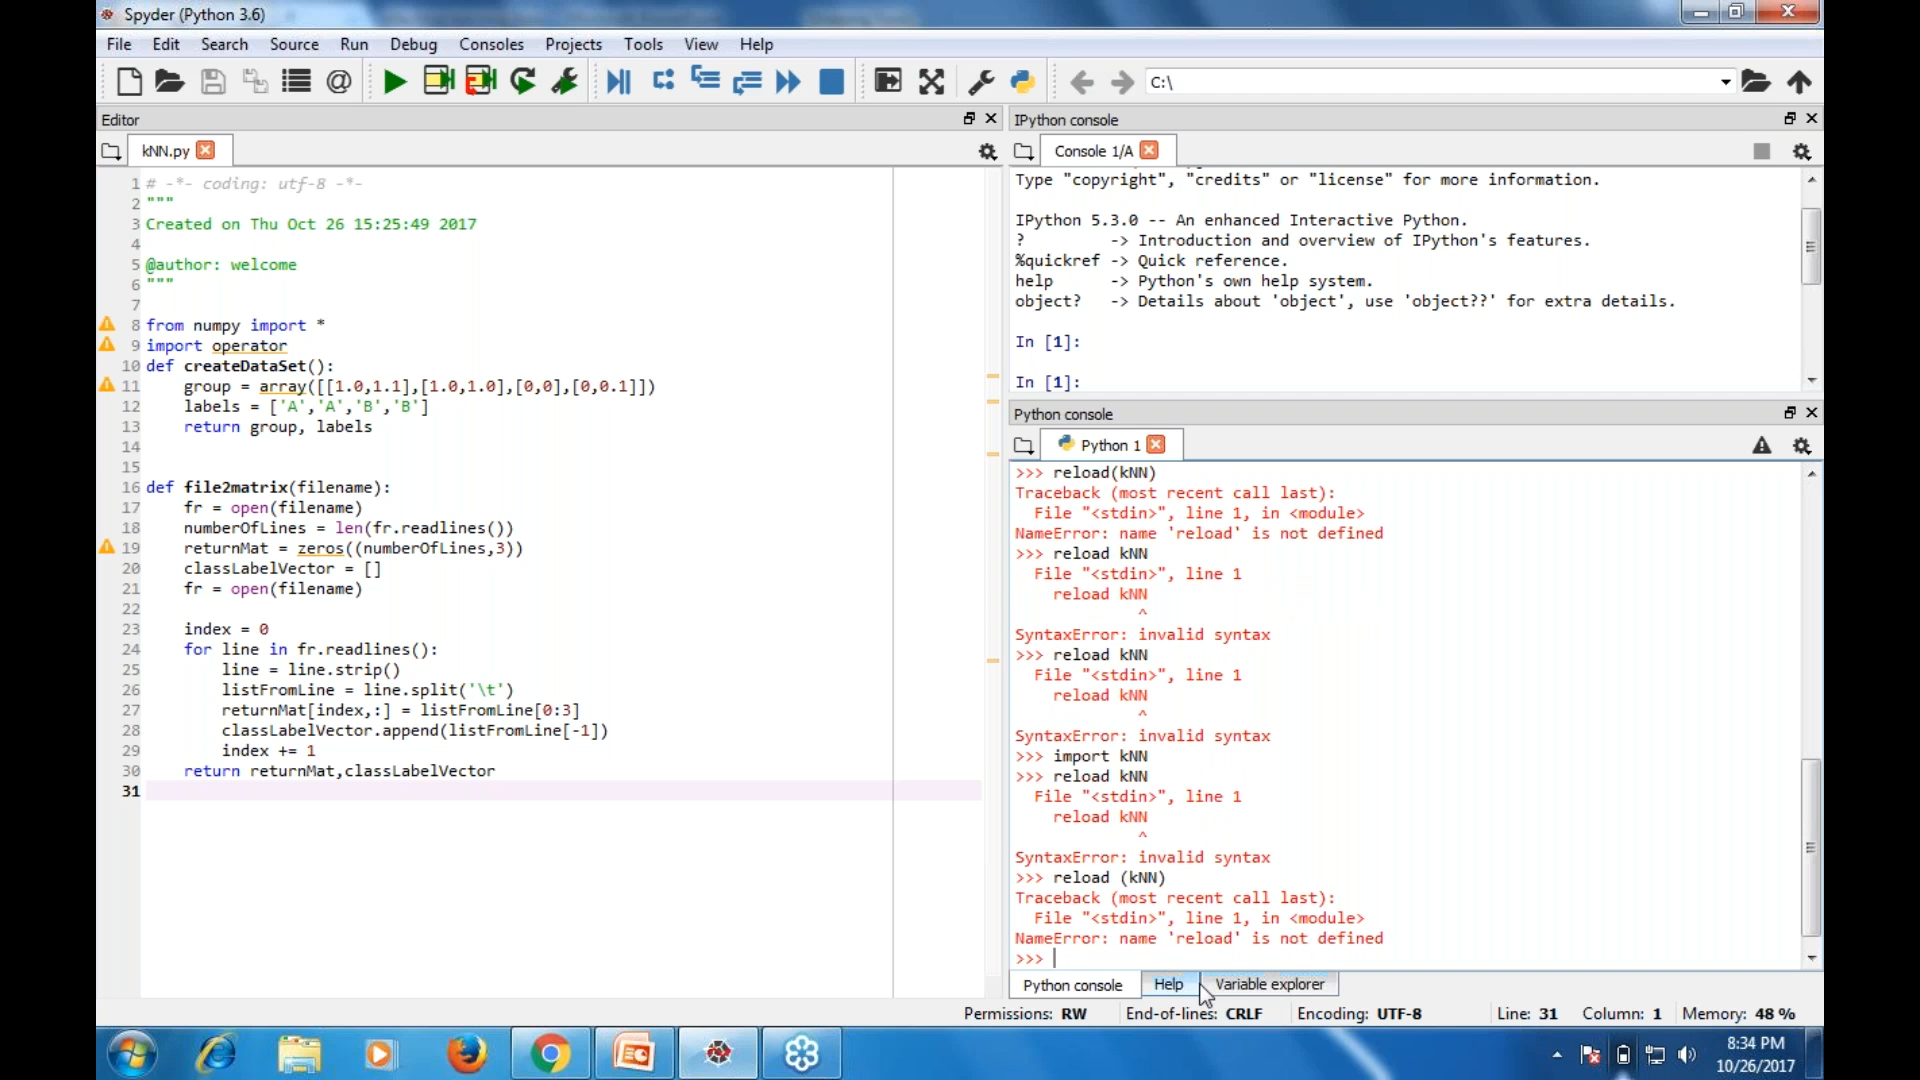 Spyder (Python 3.6)
File Edit Search Source Run Debug Consoles Projects Tools View Help
C:\
Editor
kNN.py
1 # -*- coding: utf-8 -*-
2 """
3 Created on Thu Oct 26 15:25:49 2017
4
5 @author: welcome
6 """
7
8 from numpy import *
9 import operator
10 def createDataSet():
11     group = array([[1.0,1.1],[1.0,1.0],[0,0],[0,0.1]])
12     labels = ['A','A','B','B']
13     return group, labels
14
15
16 def file2matrix(filename):
17     fr = open(filename)
18     numberOfLines = len(fr.readlines())
19     returnMat = zeros((numberOfLines,3))
20     classLabelVector = []
21     fr = open(filename)
22
23     index = 0
24     for line in fr.readlines():
25         line = line.strip()
26         listFromLine = line.split('\t')
27         returnMat[index,:] = listFromLine[0:3]
28         classLabelVector.append(listFromLine[-1])
29         index += 1
30     return returnMat,classLabelVector
31
IPython console
Console 1/A
Type "copyright", "credits" or "license" for more information.
IPython 5.3.0 -- An enhanced Interactive Python.
?         -> Introduction and overview of IPython's features.
%quickref -> Quick reference.
help      -> Python's own help system.
object?   -> Details about 'object', use 'object??' for extra details.
In [1]:
In [1]:
Python console
Python 1
>>> reload(kNN)
Traceback (most recent call last):
  File "<stdin>", line 1, in <module>
NameError: name 'reload' is not defined
>>> reload kNN
  File "<stdin>", line 1
    reload kNN
             ^
SyntaxError: invalid syntax
>>> reload kNN
  File "<stdin>", line 1
    reload kNN
             ^
SyntaxError: invalid syntax
>>> import kNN
>>> reload kNN
  File "<stdin>", line 1
    reload kNN
             ^
SyntaxError: invalid syntax
>>> reload (kNN)
Traceback (most recent call last):
  File "<stdin>", line 1, in <module>
NameError: name 'reload' is not defined
>>>
Python console Help Variable explorer
Permissions: RW End-of-lines: CRLF Encoding: UTF-8 Line: 31 Column: 1 Memory: 48 %
8:34 PM
10/26/2017